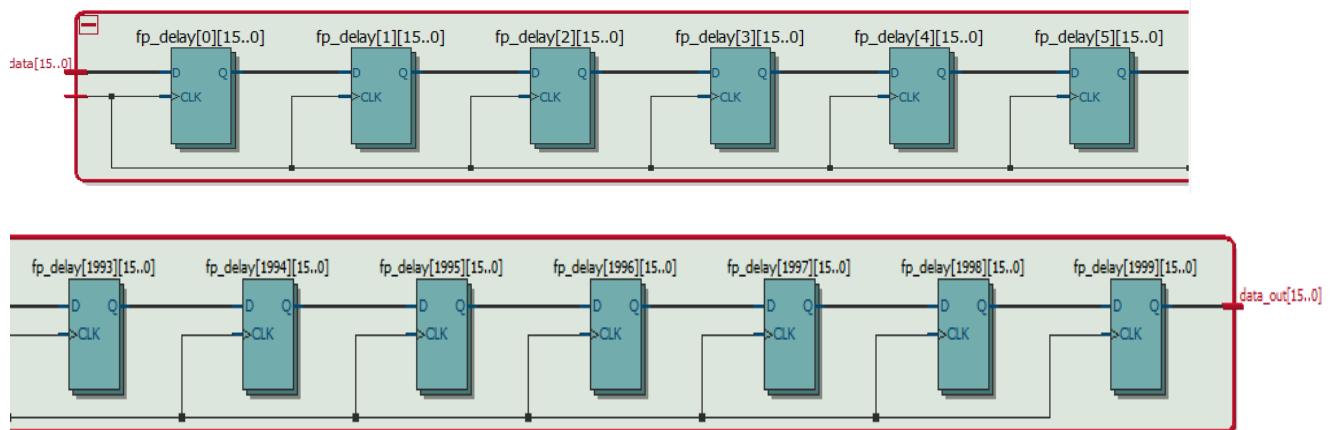 fp_delay[0][15..0] fp_delay[1][15..0] fp_delay[2][15..0] fp_delay[3][15..0] fp_delay[4][15..0] fp_delay[5][15..0]
data[15..0] D Q D Q D Q D Q D Q D Q
CLK CLK CLK CLK CLK CLK
fp_delay[1993][15..0] fp_delay[1994][15..0] fp_delay[1995][15..0] fp_delay[1996][15..0] fp_delay[1997][15..0] fp_delay[1998][15..0] fp_delay[1999][15..0]
D Q D Q D Q D Q D Q D Q D Q data_out[15..0]
CLK CLK CLK CLK CLK CLK CLK